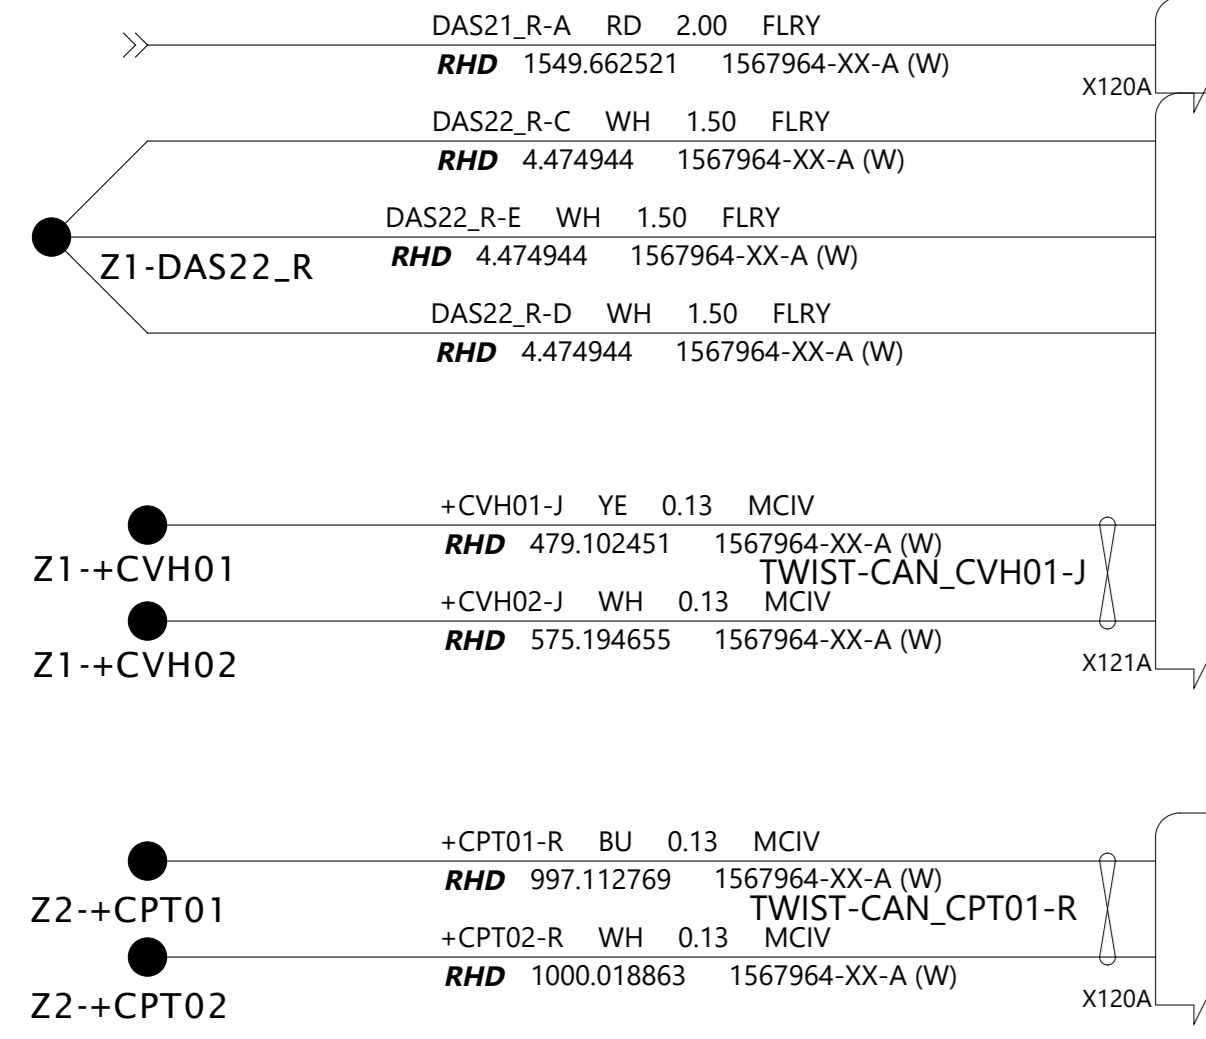 DAS21_R-A RD 2.00 FLRY
RHD 1549.662521 1567964-XX-A (W)
X120A
DAS22_R-C WH 1.50 FLRY
RHD 4.474944 1567964-XX-A (W)
DAS22_R-E WH 1.50 FLRY
Z1-DAS22_R
RHD 4.474944 1567964-XX-A (W)
DAS22_R-D WH 1.50 FLRY
RHD 4.474944 1567964-XX-A (W)
+CVH01-J YE 0.13 MCIV
RHD 479.102451 1567964-XX-A (W)
Z1-+CVH01
TWIST-CAN_CVH01-J
+CVH02-J WH 0.13 MCIV
RHD 575.194655 1567964-XX-A (W)
Z1-+CVH02
X121A
+CPT01-R BU 0.13 MCIV
RHD 997.112769 1567964-XX-A (W)
Z2-+CPT01
TWIST-CAN_CPT01-R
+CPT02-R WH 0.13 MCIV
RHD 1000.018863 1567964-XX-A (W)
Z2-+CPT02
X120A